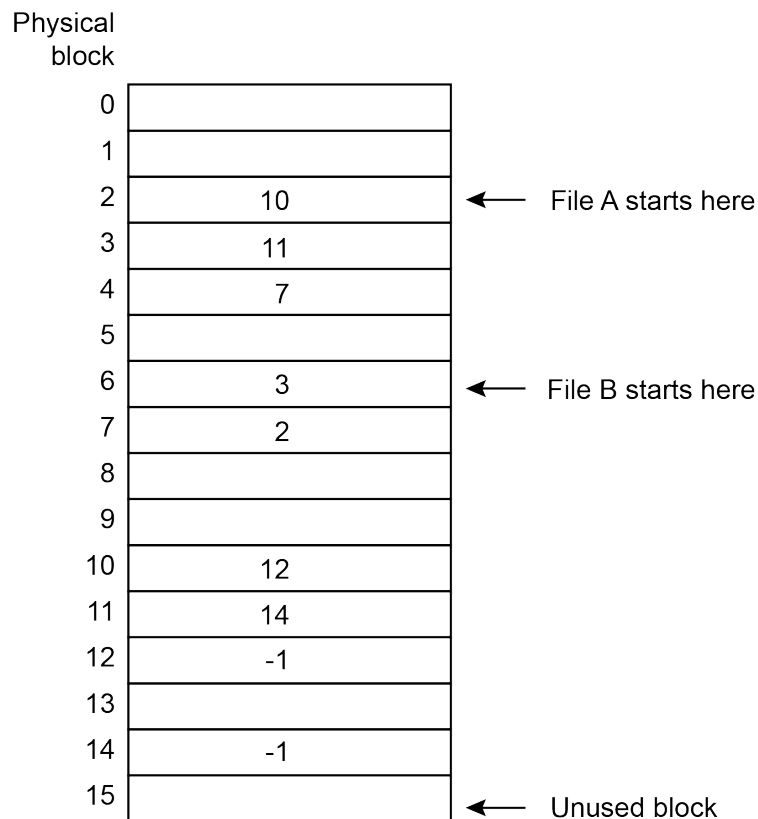 Physical
block
0
1
2 10 File A starts here
3 11
4 7
5
6 3 File B starts here
7 2
8
9
10 12
11 14
12 -1
13
14 -1
15 Unused block